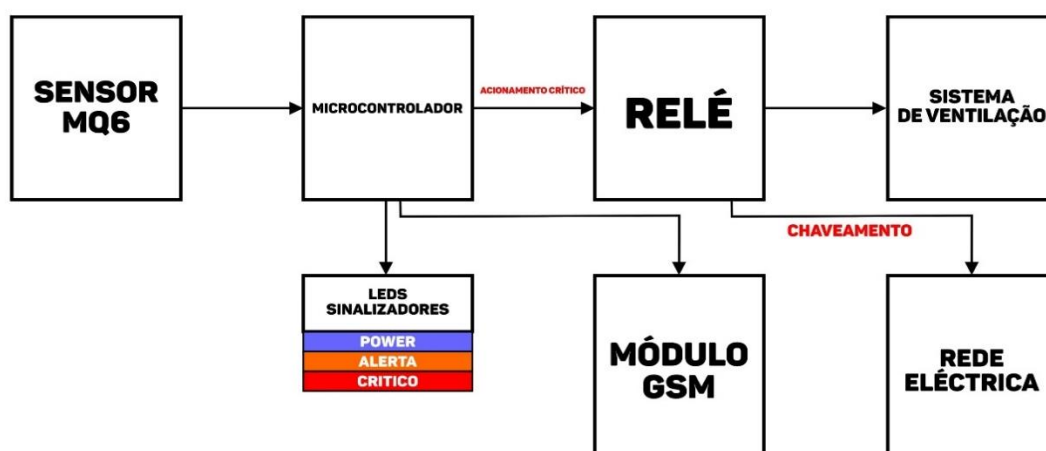 SENSOR
MQ6
MICROCONTROLADOR
ACIONAMENTO CRÍTICO
RELÉ
SISTEMA
DE VENTILAÇÃO
CHAVEAMENTO
LEDS
SINALIZADORES
POWER
ALERTA
CRITICO
MÓDULO
GSM
REDE
ELÉCTRICA